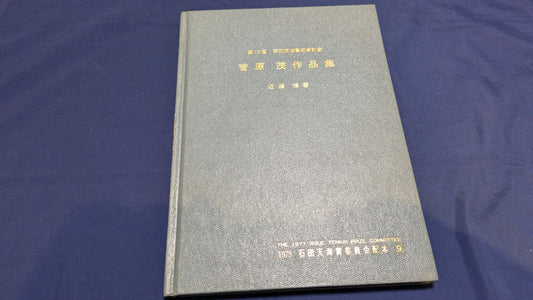 第10回 石田天海賞受賞記念
菅原 茂作品集
近藤 博著
THE 1977 ISSUE TENKAI PRIZE COMMITTEE
1978 石田天海賞委員会配本